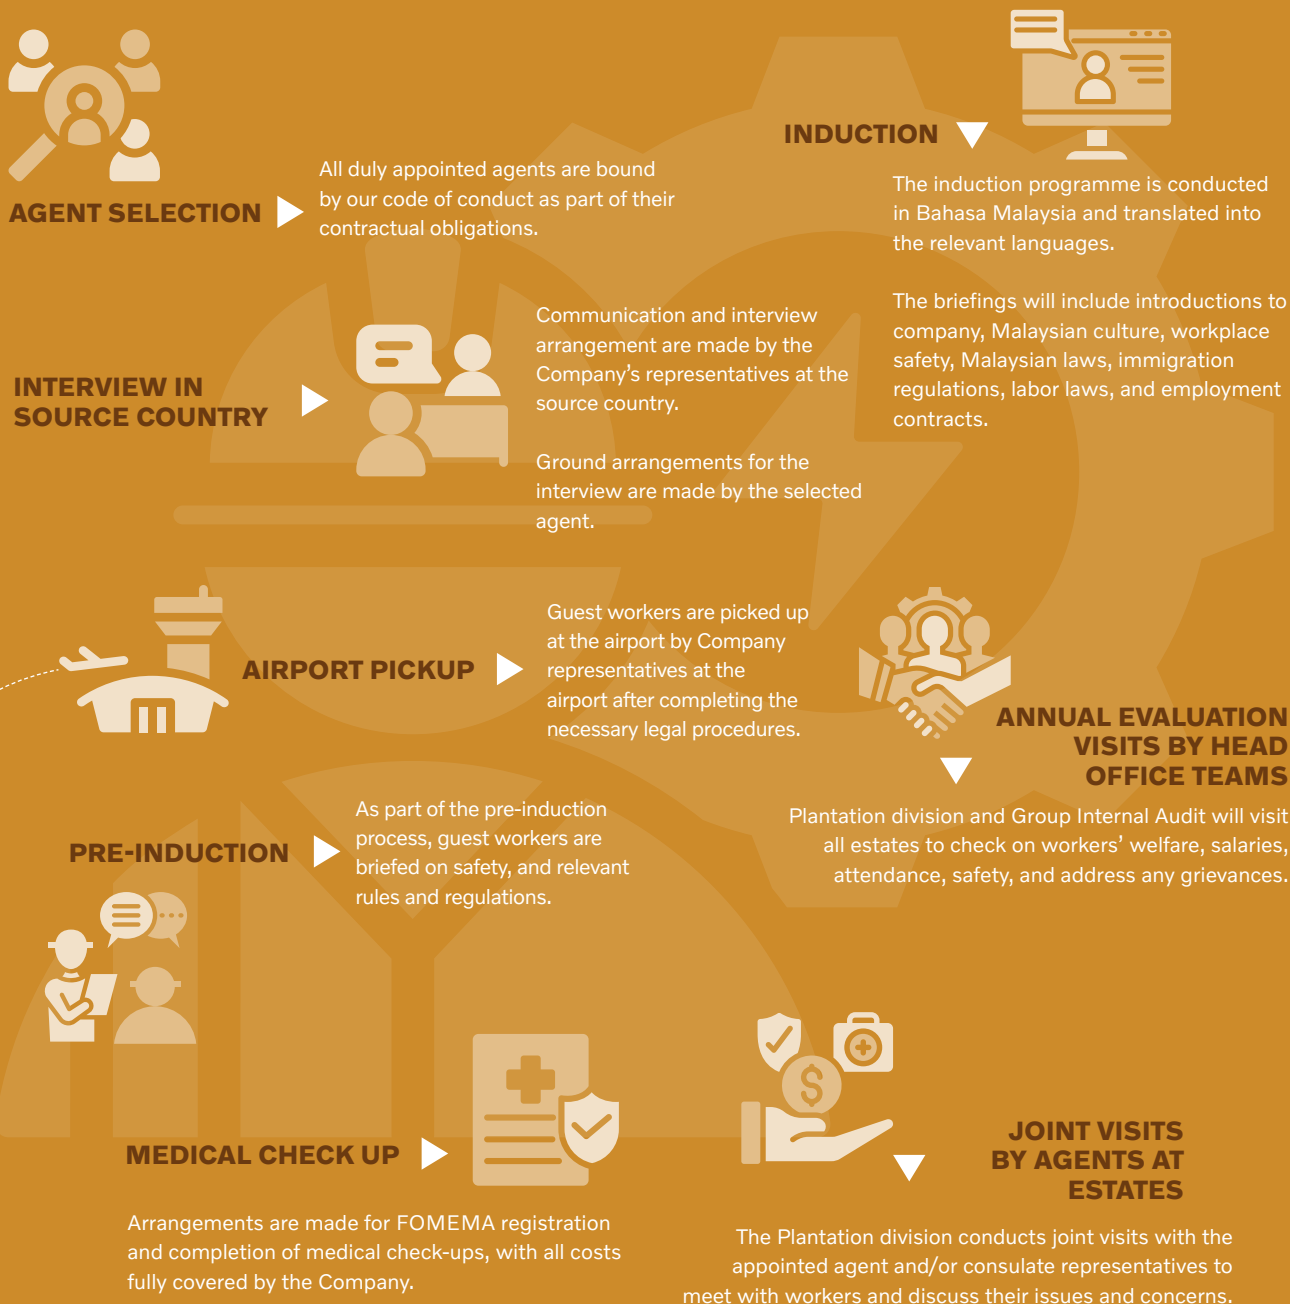 AGENT SELECTION
All duly appointed agents are bound
by our code of conduct as part of their
contractual obligations.
INTERVIEW IN
SOURCE COUNTRY
Communication and interview
arrangement are made by the
Company’s representatives at the
source country.
Ground arrangements for the
interview are made by the selected
agent.
AIRPORT PICKUP
Guest workers are picked up
at the airport by Company
representatives at the
airport after completing the
necessary legal procedures.
PRE-INDUCTION
As part of the pre-induction
process, guest workers are
briefed on safety, and relevant
rules and regulations.
MEDICAL CHECK UP
Arrangements are made for FOMEMA registration
and completion of medical check-ups, with all costs
fully covered by the Company.
INDUCTION
The induction programme is conducted
in Bahasa Malaysia and translated into
the relevant languages.
The briefings will include introductions to
company, Malaysian culture, workplace
safety, Malaysian laws, immigration
regulations, labor laws, and employment
contracts.
ANNUAL EVALUATION
VISITS BY HEAD
OFFICE TEAMS
Plantation division and Group Internal Audit will visit
all estates to check on workers’ welfare, salaries,
attendance, safety, and address any grievances.
$
JOINT VISITS
BY AGENTS AT
ESTATES
The Plantation division conducts joint visits with the
appointed agent and/or consulate representatives to
meet with workers and discuss their issues and concerns.